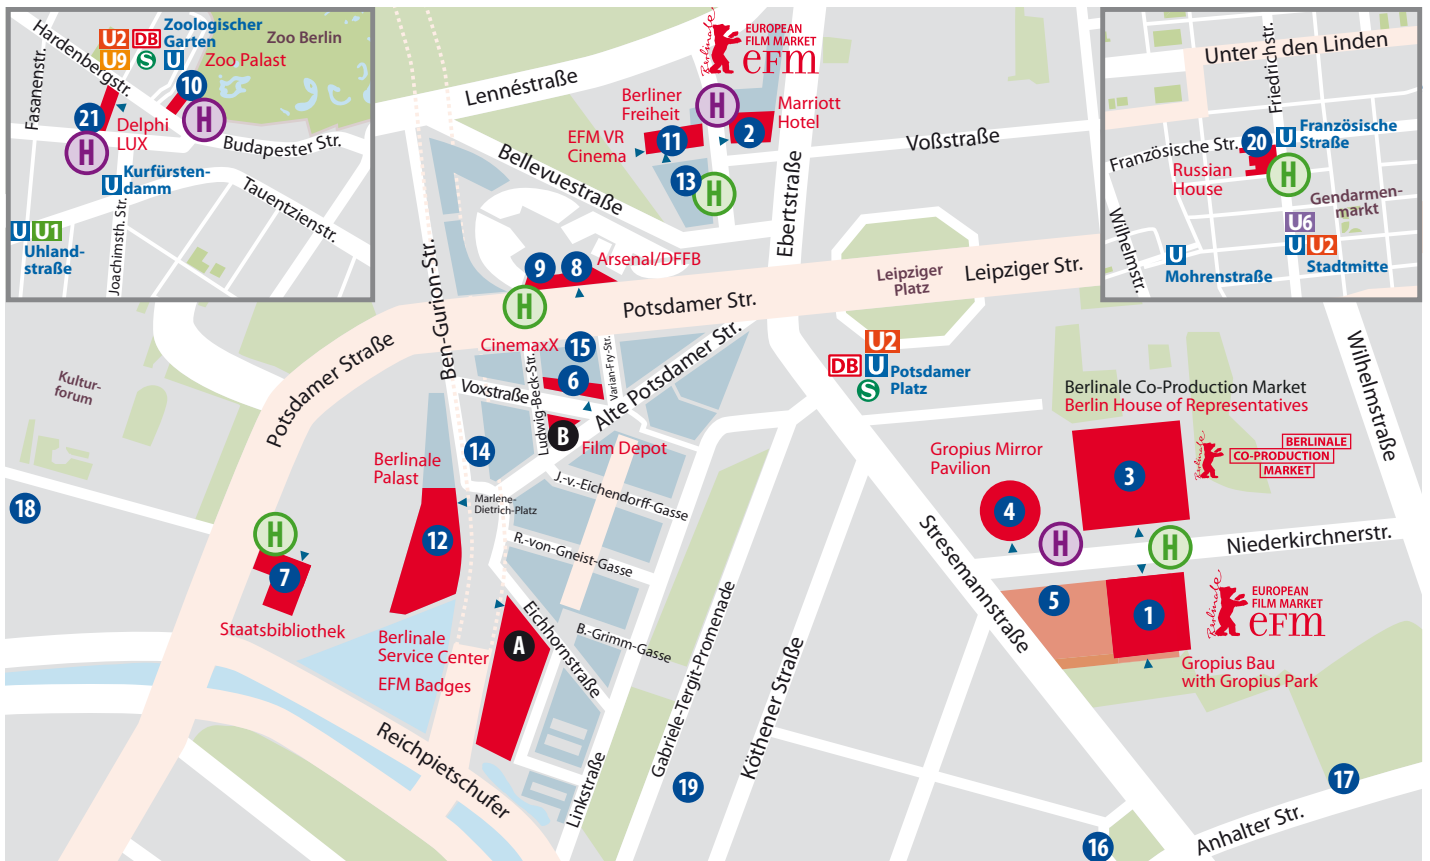 Hardenbergstr.
Fasanenstr.
U2
DB
U9
S
U
Zoologischer
Garten
Zoo Berlin
Zoo Palast
10
H
21
H
Delphi
LUX
Budapester Str.
U
Kurfürsten-
damm
Tauentzienstr.
Joachimsth. Str.
U
U1
Uhland-
straße
Lennéstraße
Berlinale
EUROPEAN
FILM MARKET
eFm
Berliner
Freiheit
H
Marriott
Hotel
EFM VR
Cinema
11
2
Voßstraße
Bellevuestraße
13
H
Ebertstraße
Unter den Linden
Friedrichstr.
Französische Str.
20
U
Französische
Straße
Russian
House
H
Gendarmen-
markt
U6
U
U2
Stadtmitte
Wilhelmstr.
U
Mohrenstraße
9
8
Arsenal/DFFB
H
Potsdamer Str.
Leipziger
Platz
Leipziger Str.
Ben-Gurion-Str.
Potsdamer Straße
CinemaxX
15
6
Voxstraße
Ludwig-Beck-Str.
Varian-Fry-Str.
Alte Potsdamer Str.
B
Film Depot
U2
DB
U
S
Potsdamer
Platz
Kultur-
forum
Wilhelmstraße
Berlinale Co-Production Market
Berlin House of Representatives
BERLINALE
CO-PRODUCTION
MARKET
3
Gropius Mirror
Pavilion
4
H
H
Niederkirchnerstr.
Stresemannstraße
14
Berlinale
Palast
Marlene-
Dietrich-Platz
J.-v.-Eichendorff-Gasse
R.-von-Gneist-Gasse
12
18
H
7
Staatsbibliothek
Berlinale
Service Center
EFM Badges
A
Eichhornstraße
B.-Grimm-Gasse
Gabriele-Tergit-Promenade
Köthener Straße
5
1
Berlinale
EUROPEAN
FILM MARKET
eFm
Gropius Bau
with Gropius Park
Reichpietschufer
Linkstraße
19
17
16
Anhalter Str.